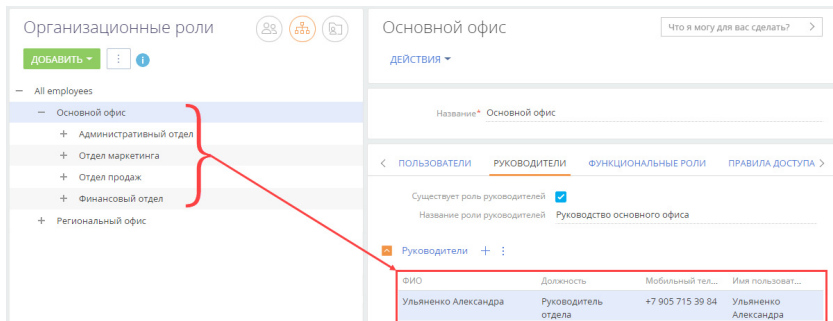 Организационные роли
ДОБАВИТЬ
All employees
Основной офис
Административный отдел
Отдел маркетинга
Отдел продаж
Финансовый отдел
Региональный офис
Основной офис
Что я могу для вас сделать? >
ДЕЙСТВИЯ
Название* Основной офис
< ПОЛЬЗОВАТЕЛИ РУКОВОДИТЕЛИ ФУНКЦИОНАЛЬНЫЕ РОЛИ ПРАВИЛА ДОСТУПА >
Существует роль руководителей
Название роли руководителей Руководство основного офиса
Руководители + ⋮
ФИО Должность Мобильный тел... Имя пользоват...
Ульяненко Александра Руководитель +7 905 715 39 84 Ульяненко
отдела Александра